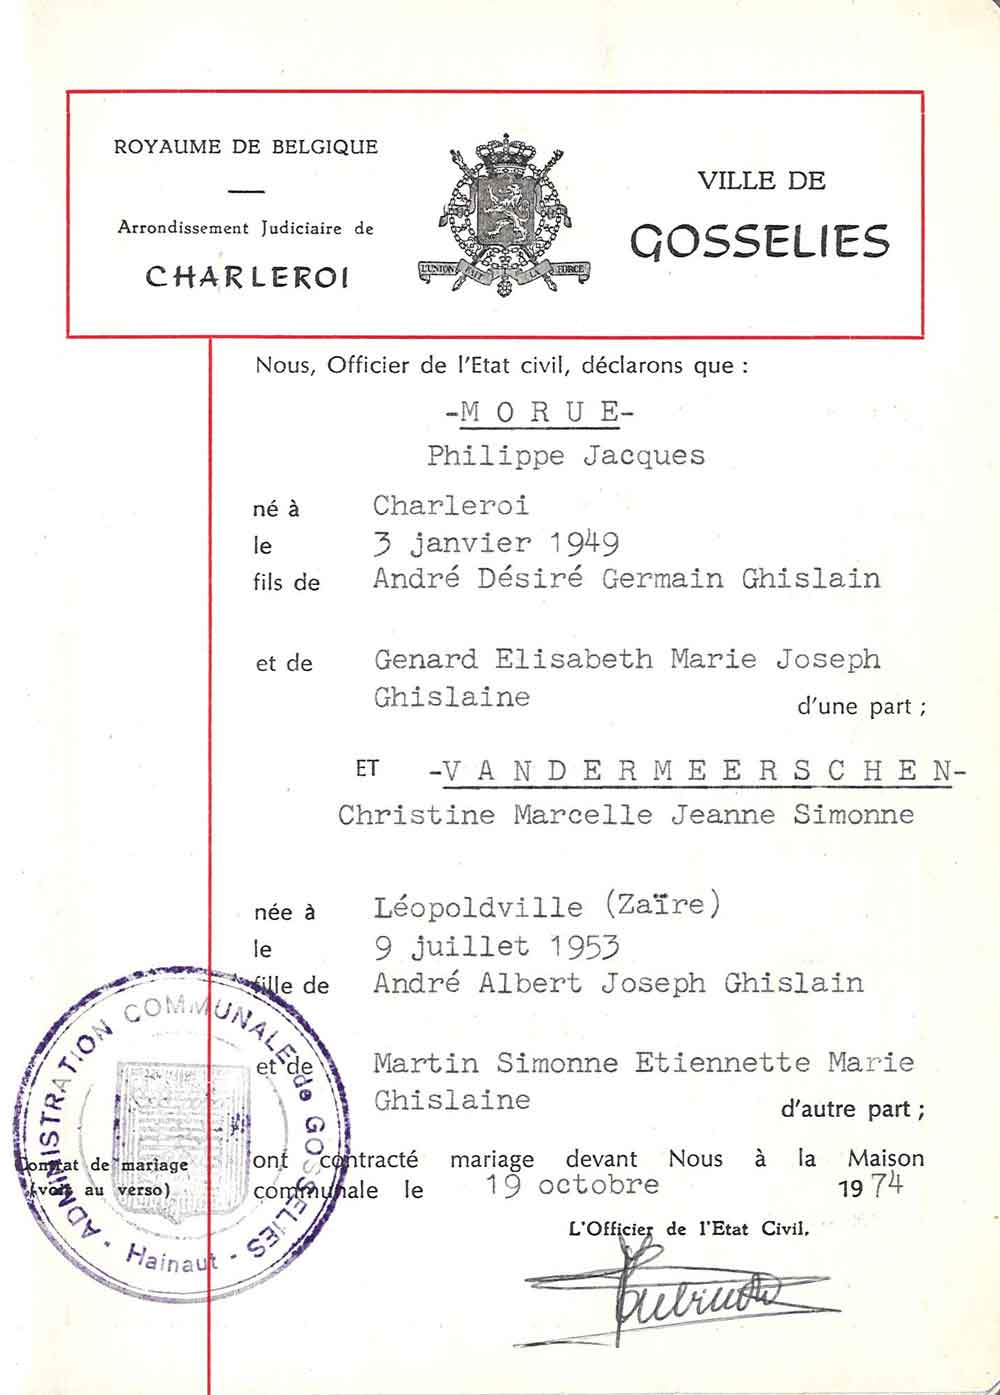 ROYAUME DE BELGIQUE
Arrondissement Judiciaire de
CHARLEROI
L'UNION FAIT LA FORCE
VILLE DE
GOSSELIES
Nous, Officier de l'Etat civil, déclarons que :
-M O R U E-
Philippe Jacques
né à Charleroi
le 3 janvier 1949
fils de André Désiré Germain Ghislain
et de Genard Elisabeth Marie Joseph
Ghislaine d'une part ;
ET -V A N D E R M E E R S C H E N-
Christine Marcelle Jeanne Simonne
née à Léopoldville (Zaïre)
le 9 juillet 1953
fille de André Albert Joseph Ghislain
et de Martin Simonne Etiennette Marie
Ghislaine d'autre part ;
ont contracté mariage devant Nous à la Maison
communale le 19 octobre 1974
Contrat de mariage
(voir au verso)
L'Officier de l'Etat Civil,
ADMINISTRATION COMMUNALE de GOSSELIES
- Hainaut -